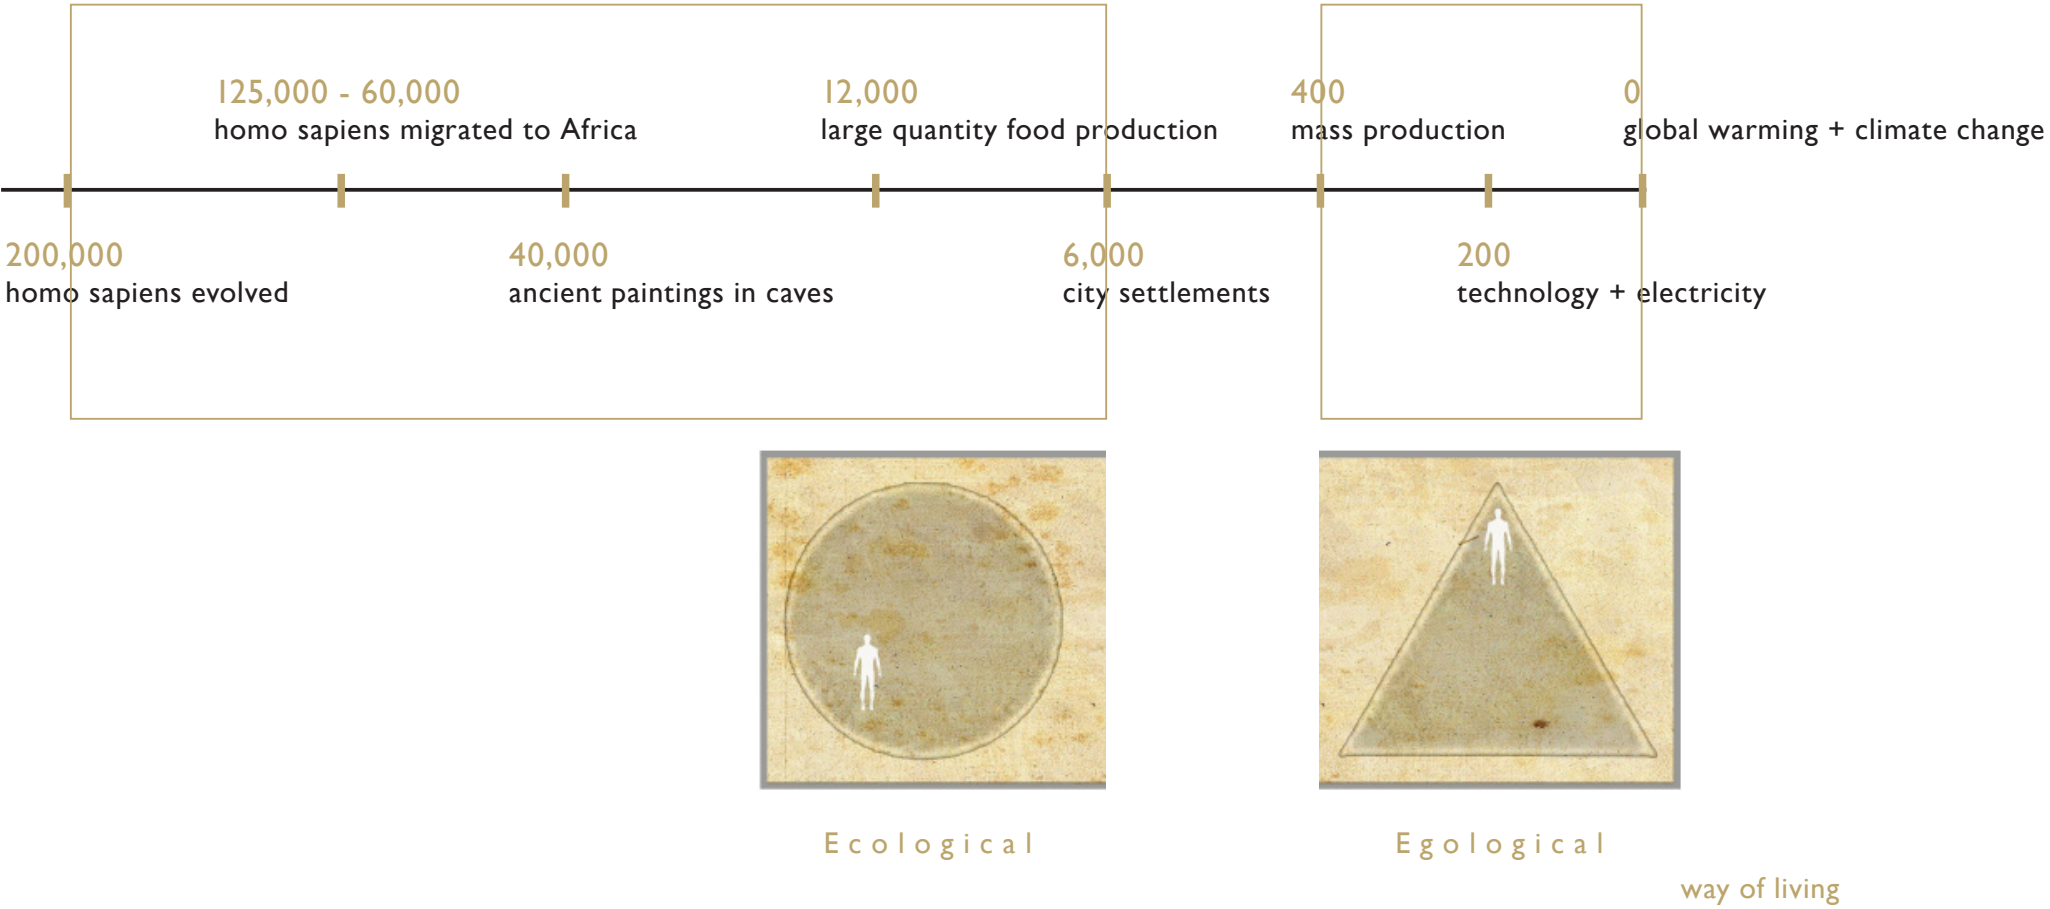 125,000 - 60,000
homo sapiens migrated to Africa
12,000
large quantity food production
400
mass production
0
global warming + climate change
200,000
homo sapiens evolved
40,000
ancient paintings in caves
6,000
city settlements
200
technology + electricity
Ecological
Egological
way of living